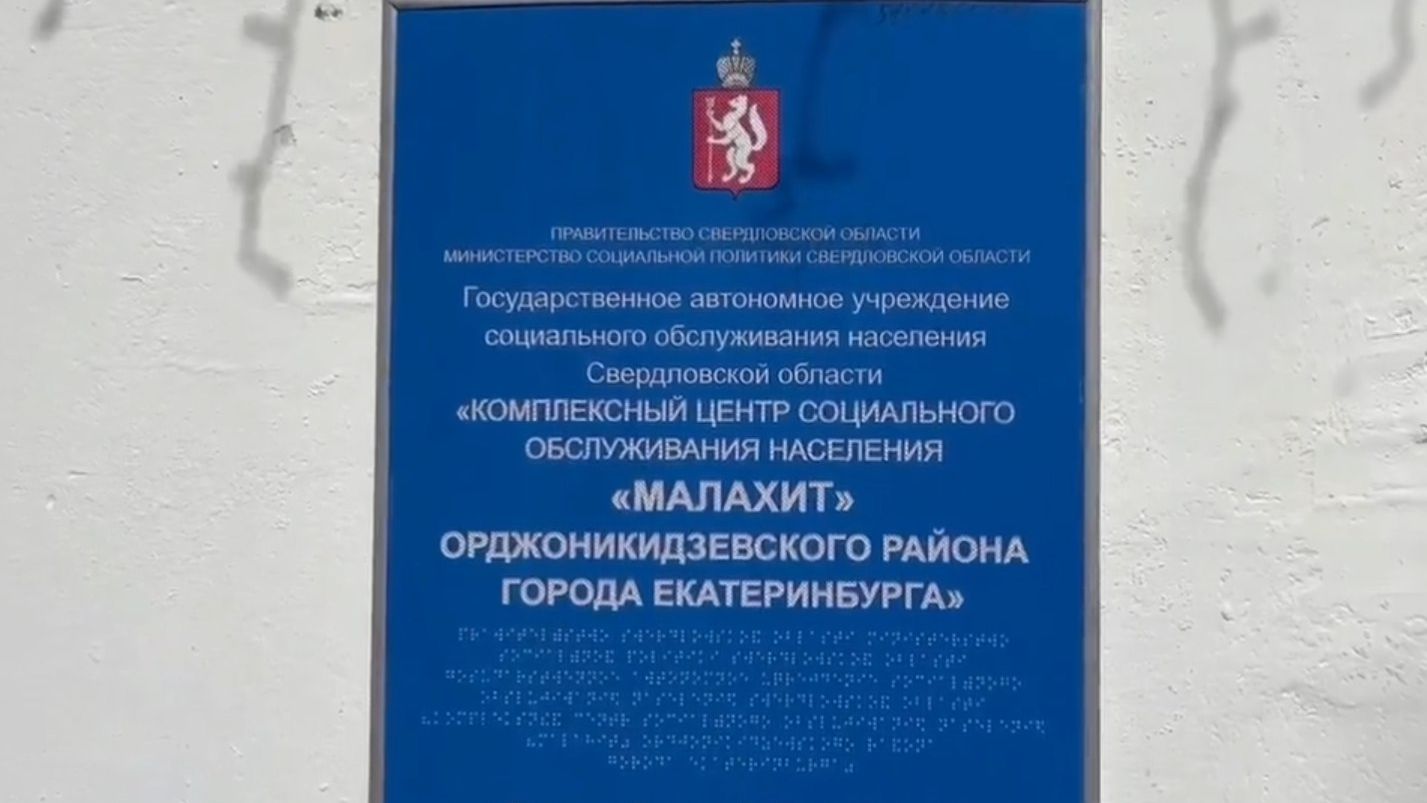 ПРАВИТЕЛЬСТВО СВЕРДЛОВСКОЙ ОБЛАСТИ
МИНИСТЕРСТВО СОЦИАЛЬНОЙ ПОЛИТИКИ СВЕРДЛОВСКОЙ ОБЛАСТИ
Государственное автономное учреждение
социального обслуживания населения
Свердловской области
«КОМПЛЕКСНЫЙ ЦЕНТР СОЦИАЛЬНОГО
ОБСЛУЖИВАНИЯ НАСЕЛЕНИЯ
«МАЛАХИТ»
ОРДЖОНИКИДЗЕВСКОГО РАЙОНА
ГОРОДА ЕКАТЕРИНБУРГА»